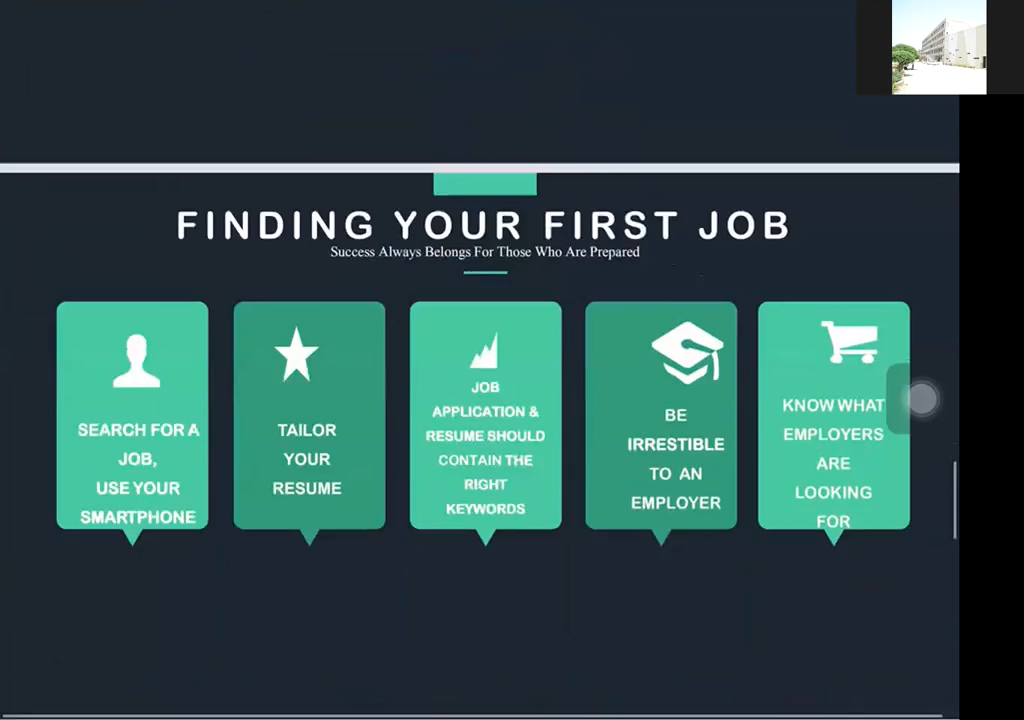 FINDING YOUR FIRST JOB
Success Always Belongs For Those Who Are Prepared
SEARCH FOR A
JOB,
USE YOUR
SMARTPHONE
TAILOR
YOUR
RESUME
JOB
APPLICATION &
RESUME SHOULD
CONTAIN THE
RIGHT
KEYWORDS
BE
IRRESTIBLE
TO AN
EMPLOYER
KNOW WHAT
EMPLOYERS
ARE
LOOKING
FOR